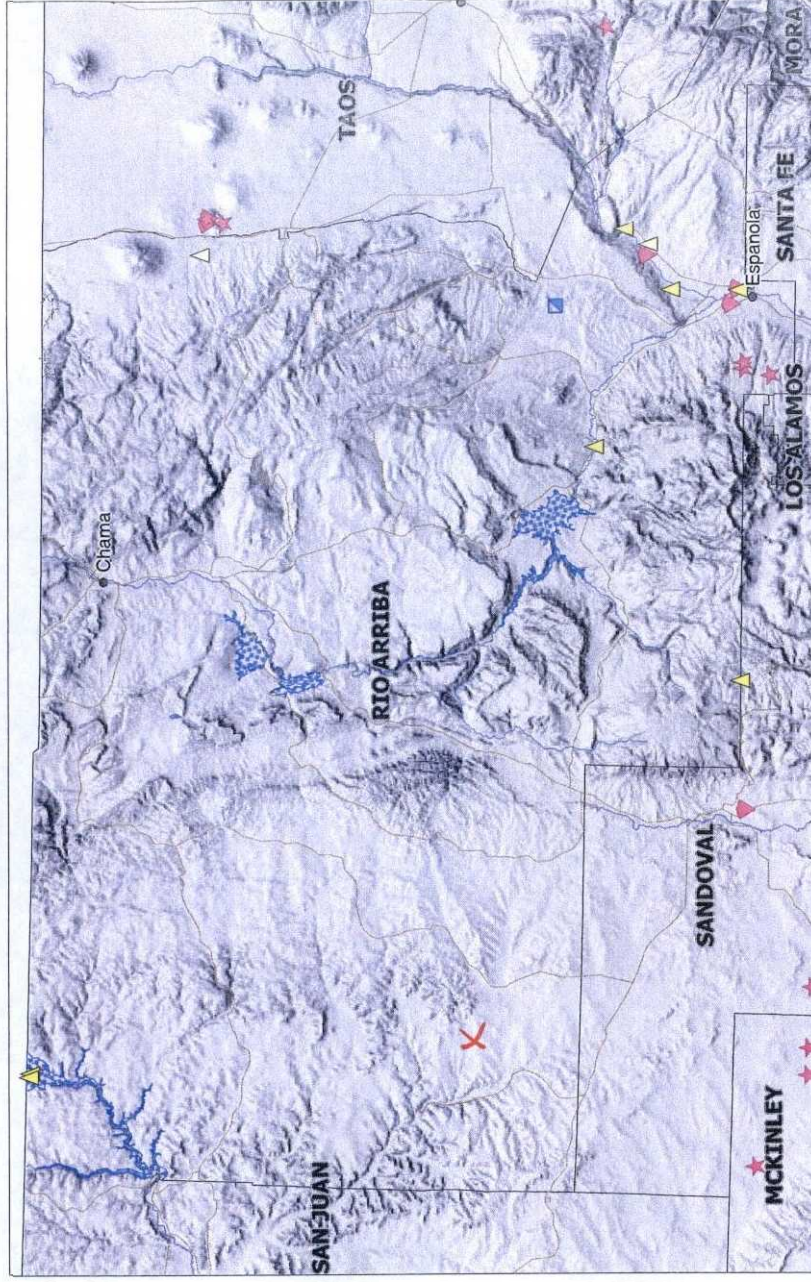 Chama
TAOS
RIO ARRIBA
SAN JUAN
Espanola
SANTA FE
MORA
LOS ALAMOS
SANDOVAL
MCKINLEY